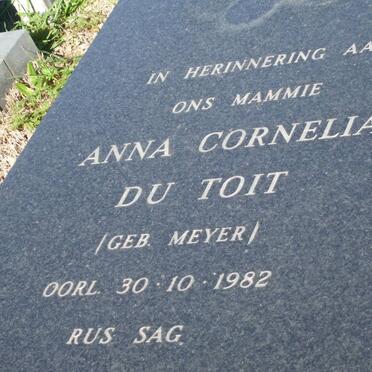 IN HERINNERING AA
ONS MAMMIE
ANNA CORNELIA
DU TOIT
/GEB. MEYER/
OORL. 30·10·1982
RUS SAG.